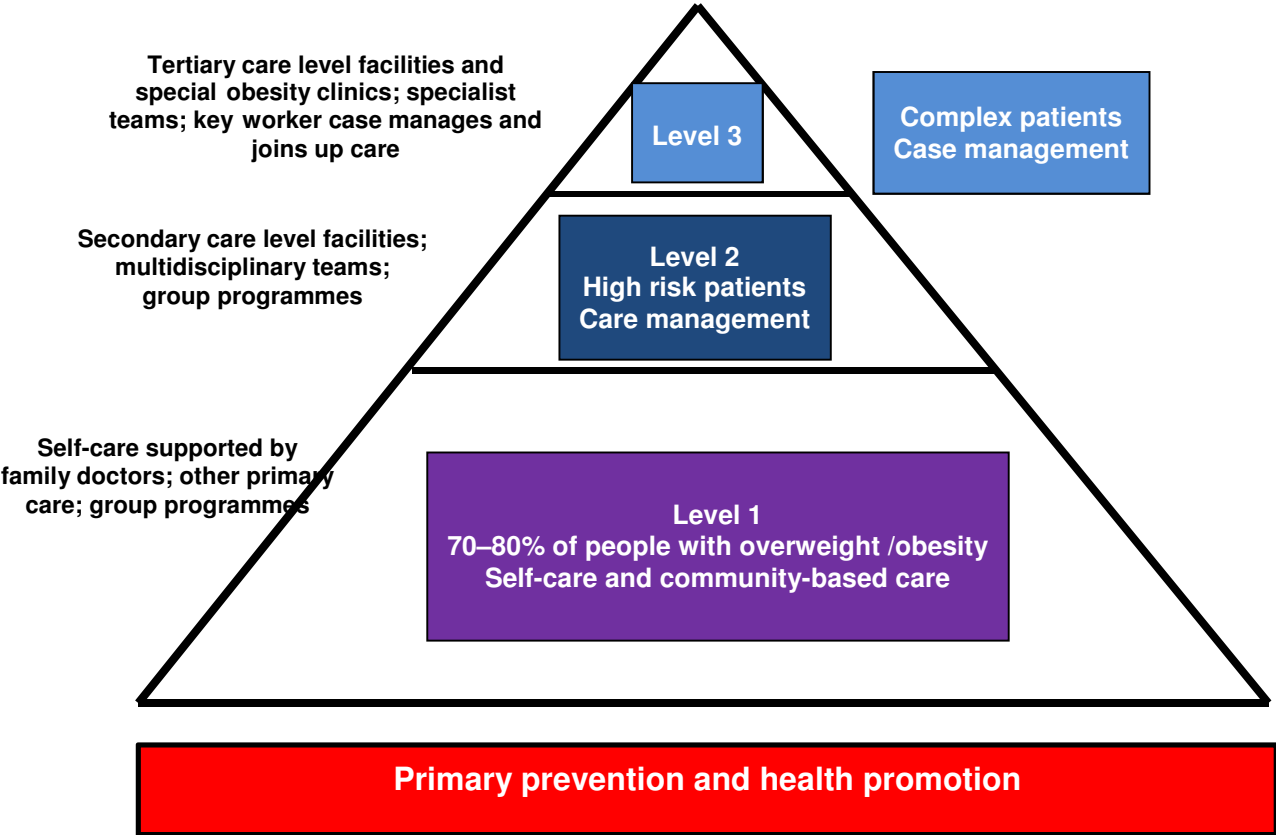 Tertiary care level facilities and
special obesity clinics; specialist
teams; key worker case manages and
joins up care
Level 3
Complex patients
Case management
Secondary care level facilities;
multidisciplinary teams;
group programmes
Level 2
High risk patients
Care management
Self-care supported by
family doctors; other primary
care; group programmes
Level 1
70–80% of people with overweight /obesity
Self-care and community-based care
Primary prevention and health promotion